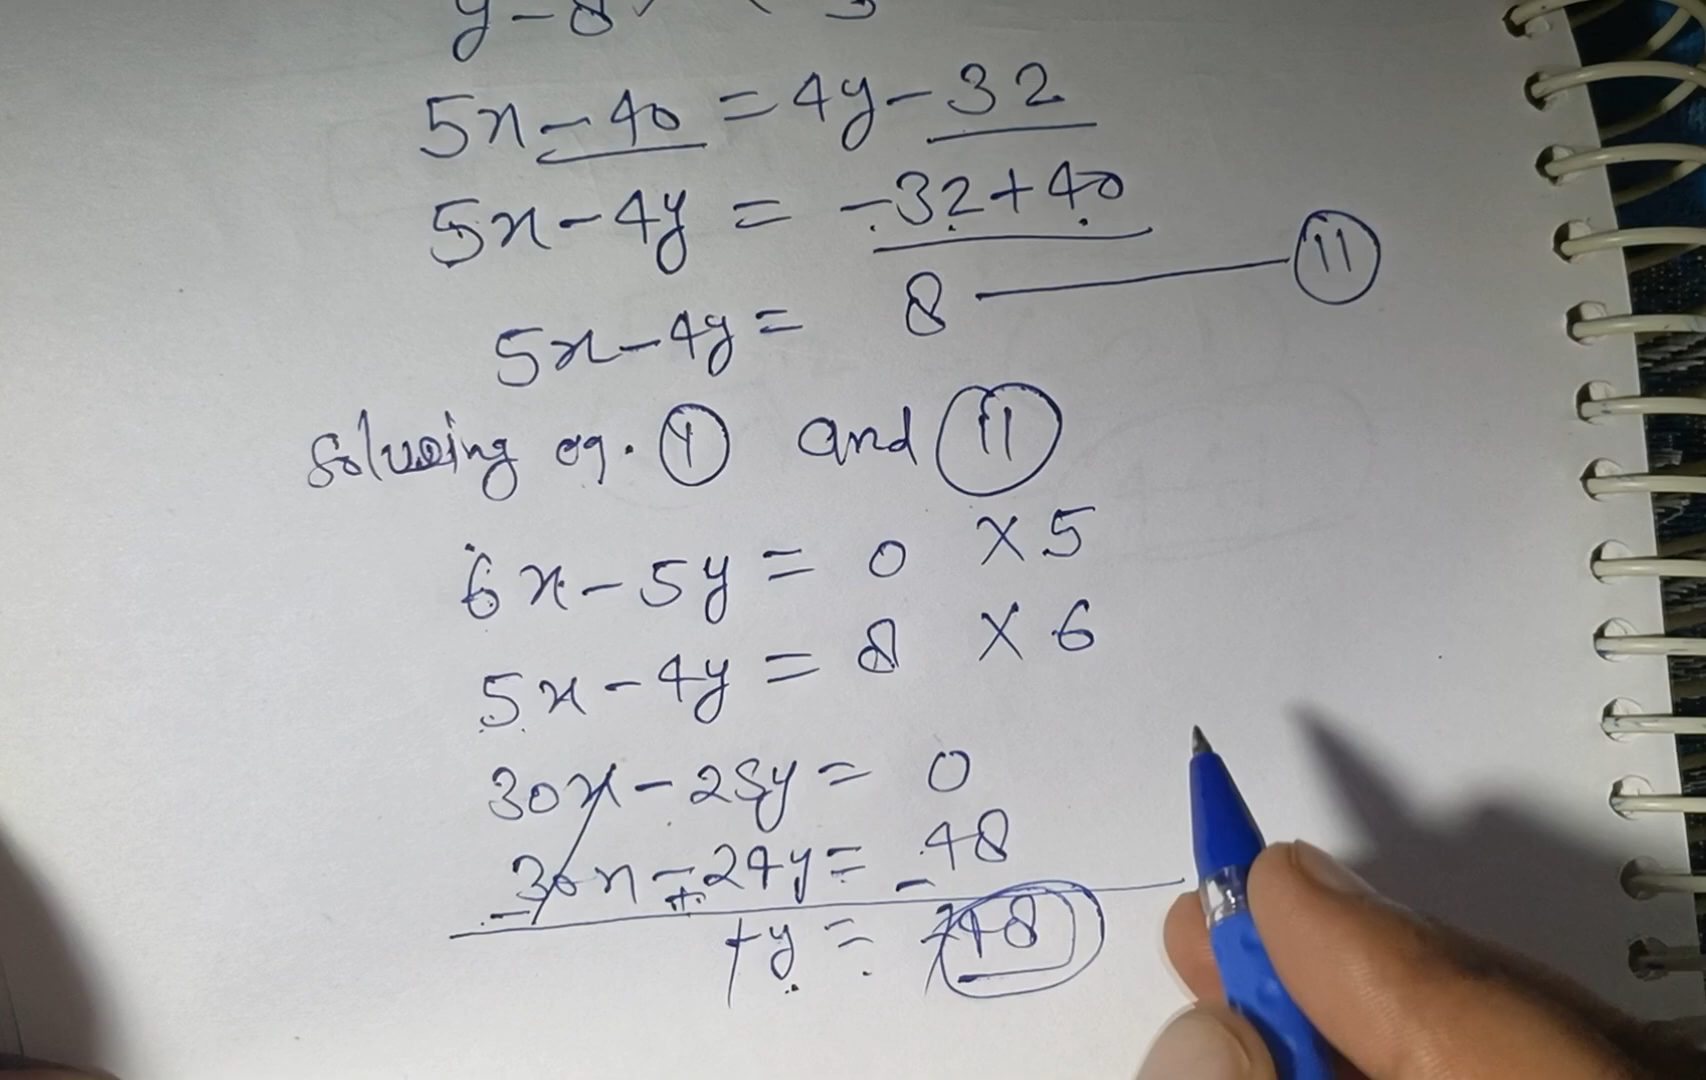 y-8
5x-40 = 4y-32
5x-4y = -32+40
5x-4y = 8 ——— (II)
Solveing eq. (I) and (II)
6x-5y = 0 ×5
5x-4y = 8 ×6
30x-25y = 0
30x-24y = 48
- + -
-y = -48